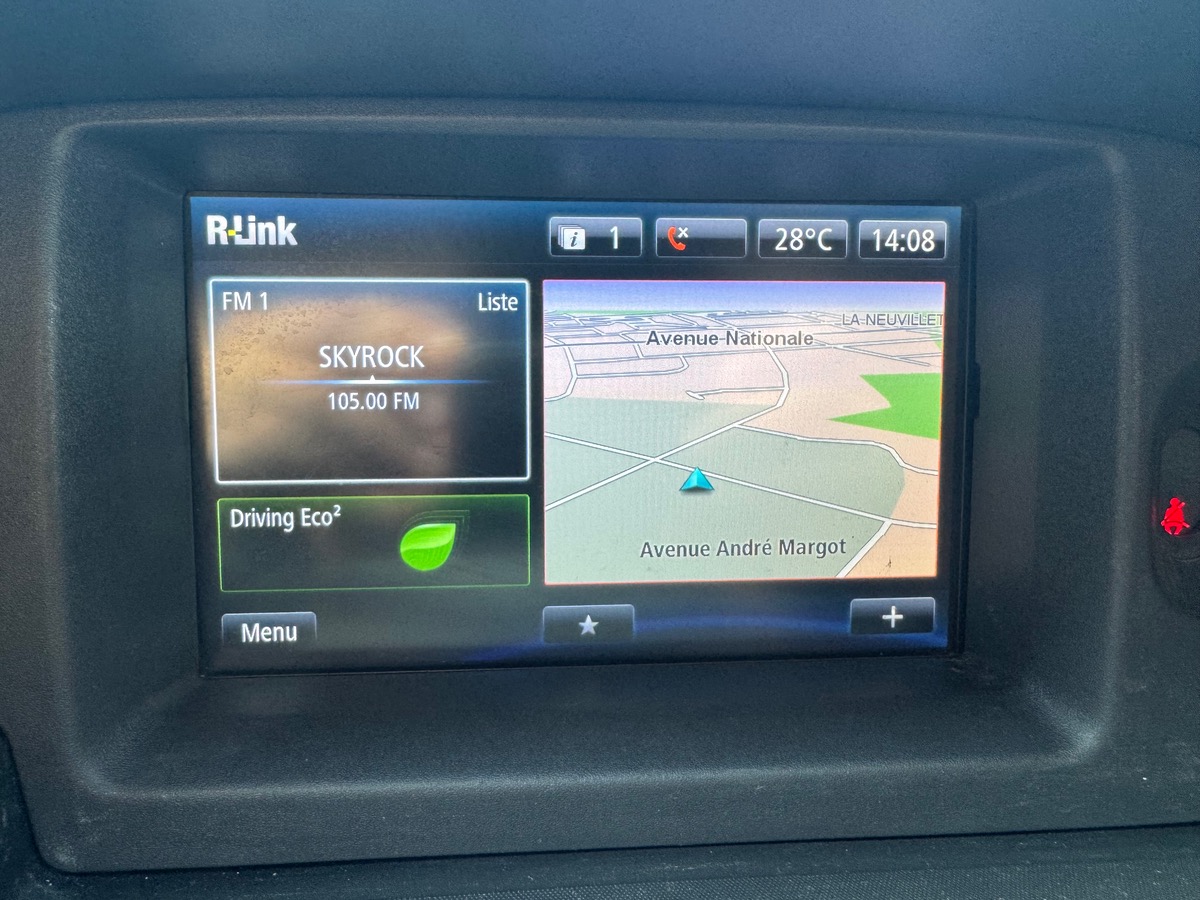 R-Link
1
28°C
14:08
FM 1
Liste
SKYROCK
105.00 FM
Driving Eco²
Menu
LA NEUVILLET
Avenue Nationale
Avenue André Margot